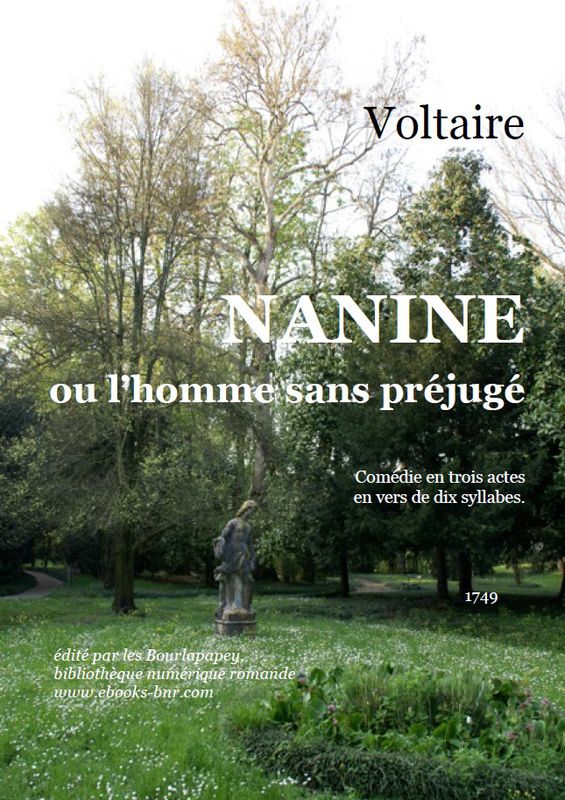 Voltaire
NANINE
ou l'homme sans préjugé
Comédie en trois actes
en vers de dix syllabes.
1749
édité par les Bourlapapey,
bibliothèque numérique romande
www.ebooks-bnr.com